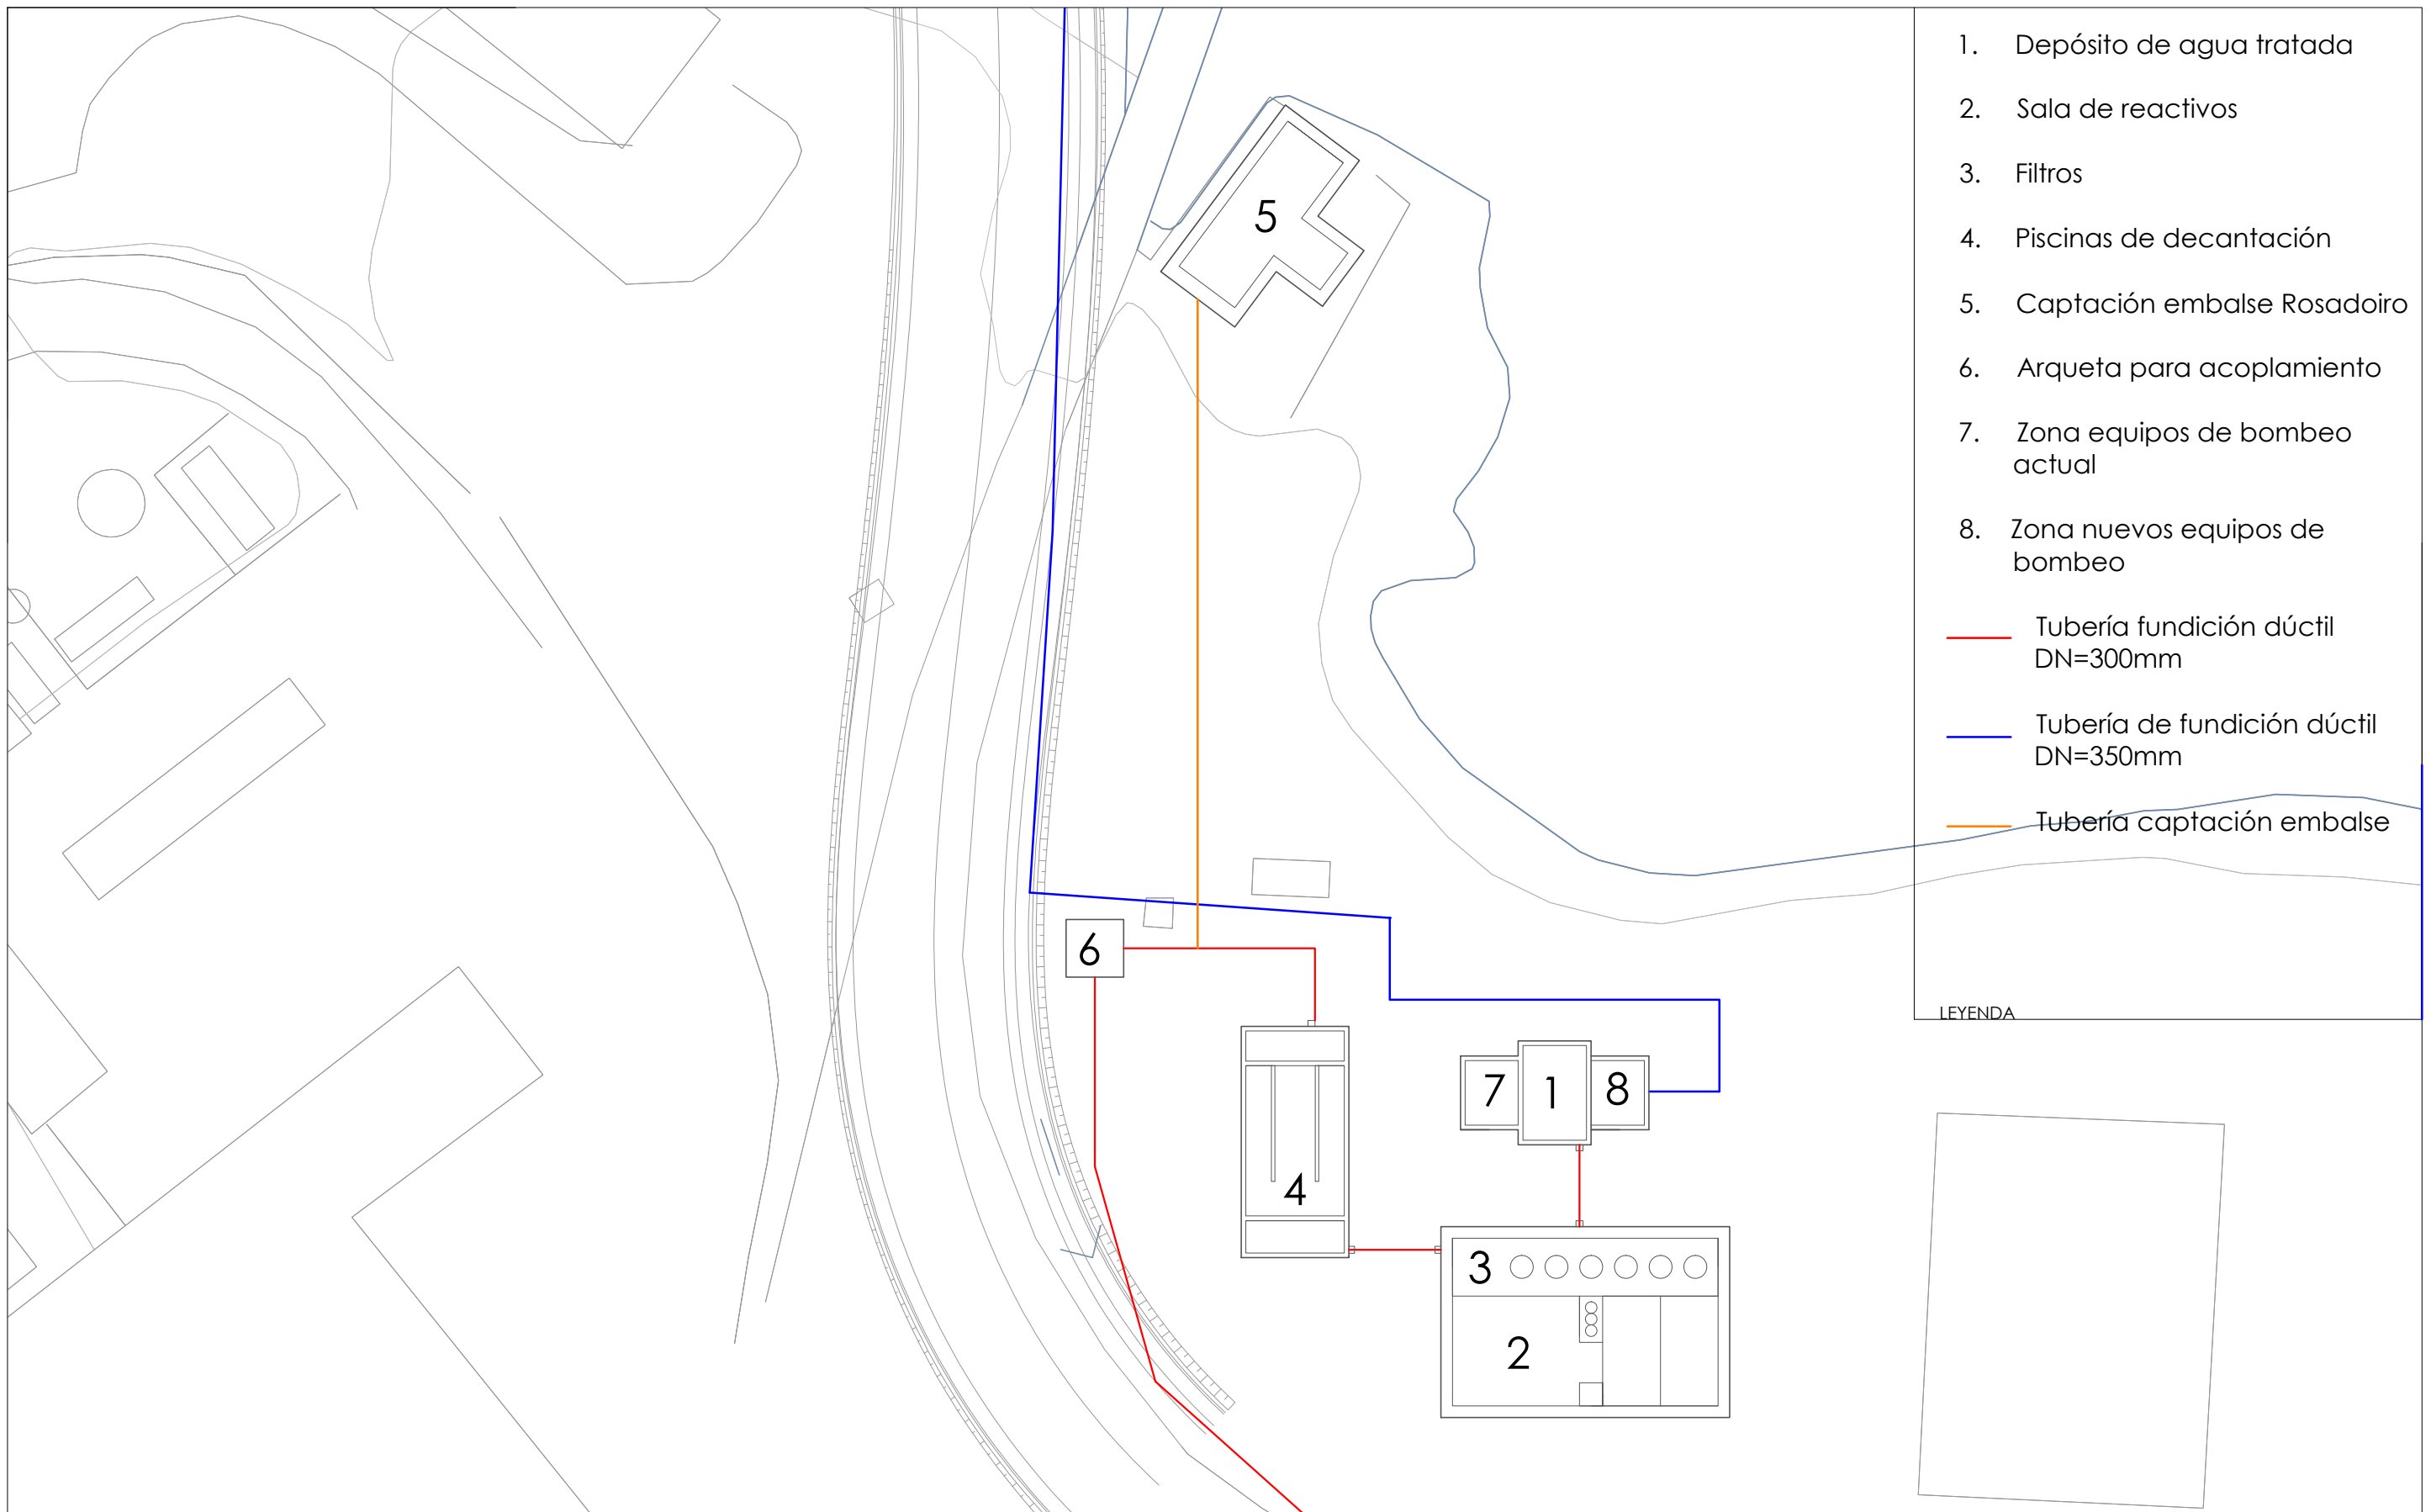 1. Depósito de agua tratada
2. Sala de reactivos
3. Filtros
4. Piscinas de decantación
5. Captación embalse Rosadoiro
6. Arqueta para acoplamiento
7. Zona equipos de bombeo
actual
8. Zona nuevos equipos de
bombeo
Tubería fundición dúctil
DN=300mm
Tubería de fundición dúctil
DN=350mm
Tubería captación embalse
LEYENDA
5
6
7 1 8
4
3
2